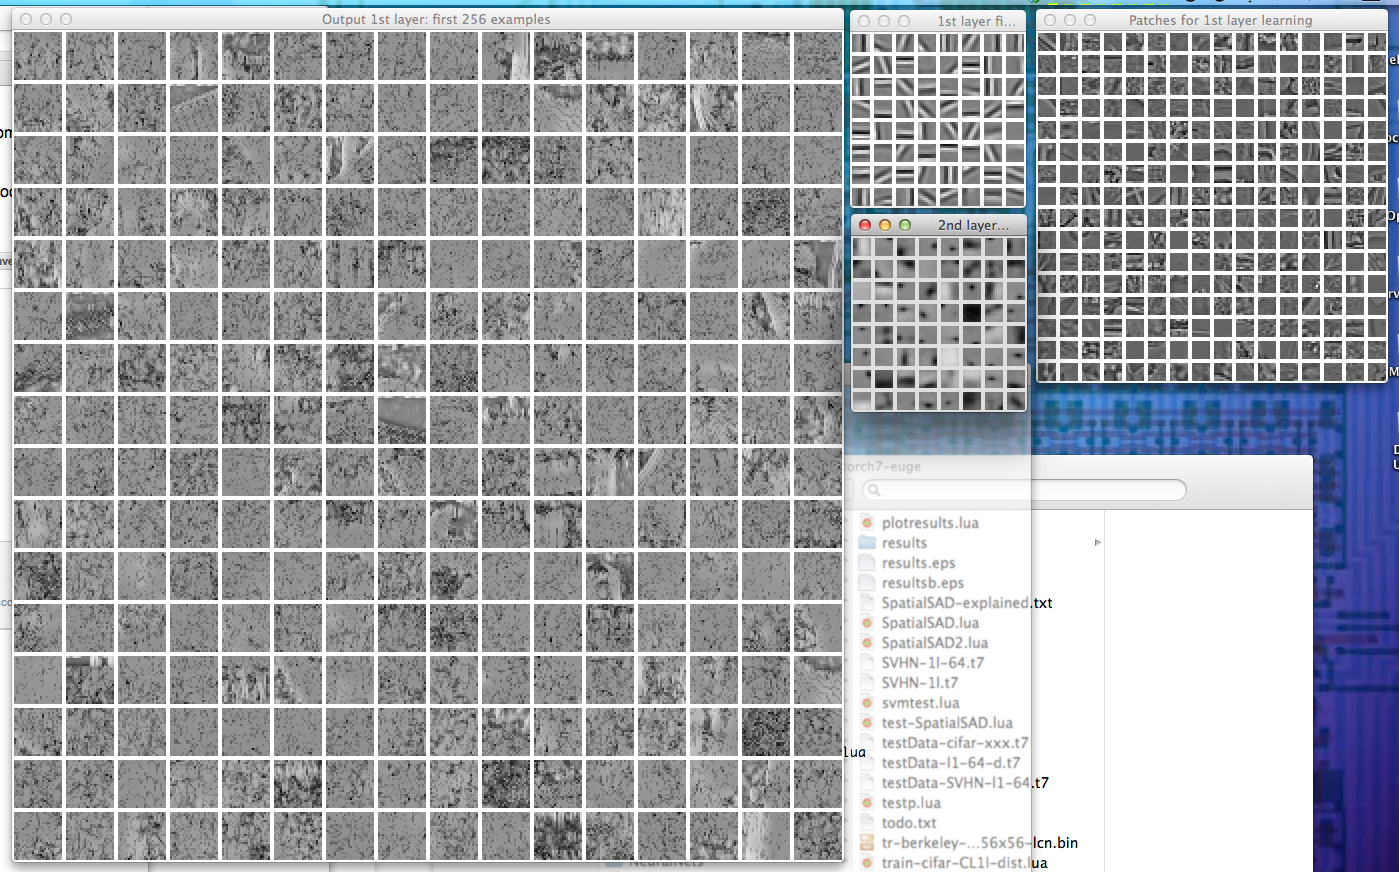 Output 1st layer: first 256 examples
1st layer fi...
Patches for 1st layer learning
2nd layer...
torch7-euge
plotresults.lua
results
results.eps
resultsb.eps
SpatialSAD-explained.txt
SpatialSAD.lua
SpatialSAD2.lua
SVHN-1l-64.t7
SVHN-1l.t7
svmtest.lua
test-SpatialSAD.lua
testData-cifar-xxx.t7
lua
testData-l1-64-d.t7
testData-SVHN-l1-64.t7
testp.lua
todo.txt
tr-berkeley-...56x56-lcn.bin
train-cifar-CL1l-dist.lua
NeuralNets